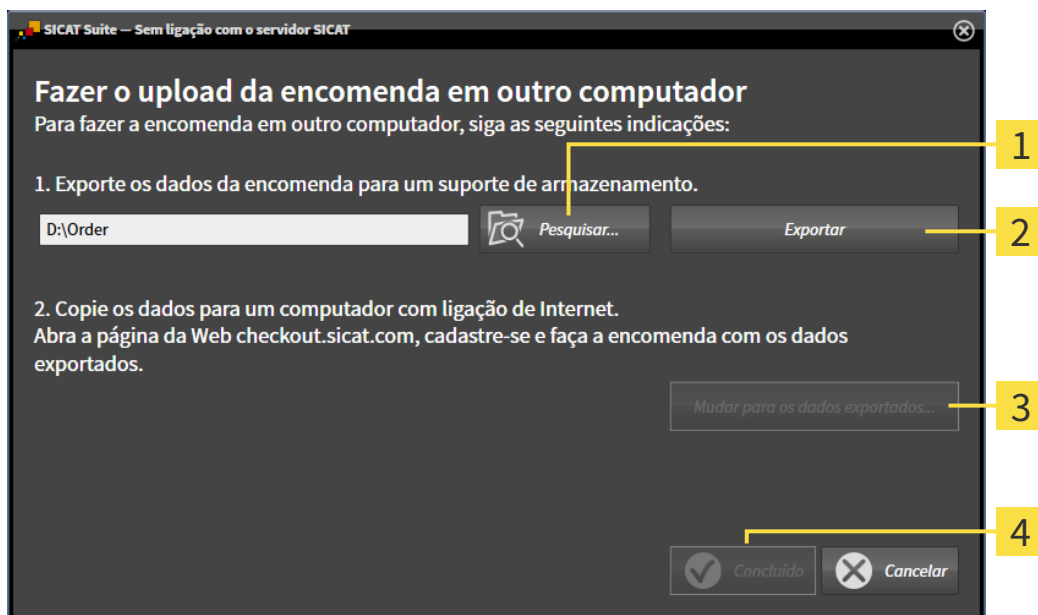 SICAT Suite — Sem ligação com o servidor SICAT
Fazer o upload da encomenda em outro computador
Para fazer a encomenda em outro computador, siga as seguintes indicações:
1
1. Exporte os dados da encomenda para um suporte de armazenamento.
D:\Order
Pesquisar...
Exportar
2
2. Copie os dados para um computador com ligação de Internet.
Abra a página da Web checkout.sicat.com, cadastre-se e faça a encomenda com os dados
exportados.
Mudar para os dados exportados...
3
4
Concluído
Cancelar